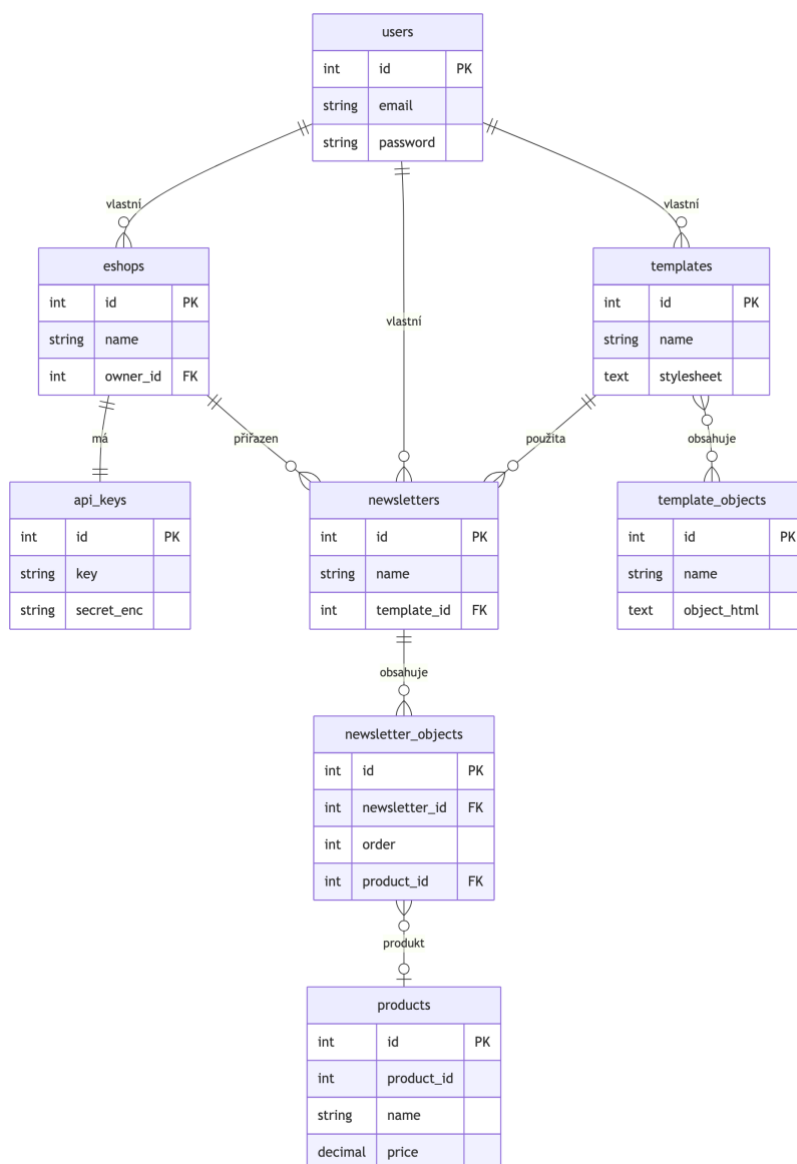 users
int id PK
string email
string password
vlastní
vlastní
eshops
int id PK
string name
int owner_id FK
templates
int id PK
string name
text stylesheet
vlastní
má
přiřazen
použita
obsahuje
api_keys
int id PK
string key
string secret_enc
newsletters
int id PK
string name
int template_id FK
template_objects
int id PK
string name
text object_html
obsahuje
newsletter_objects
int id PK
int newsletter_id FK
int order
int product_id FK
produkt
products
int id PK
int product_id
string name
decimal price